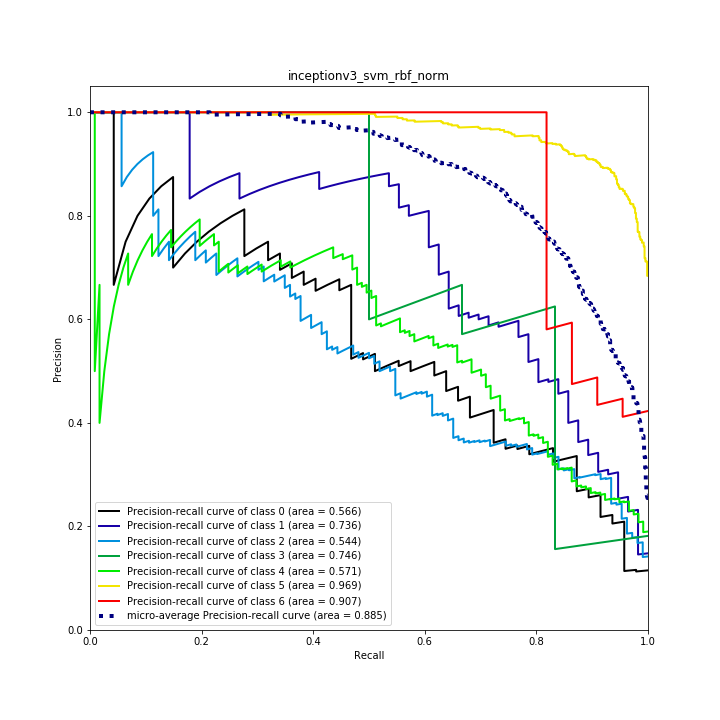 inceptionv3_svm_rbf_norm
1.0
0.8
0.6
0.4
0.2
0.0
Precision
Precision-recall curve of class 0 (area = 0.566)
Precision-recall curve of class 1 (area = 0.736)
Precision-recall curve of class 2 (area = 0.544)
Precision-recall curve of class 3 (area = 0.746)
Precision-recall curve of class 4 (area = 0.571)
Precision-recall curve of class 5 (area = 0.969)
Precision-recall curve of class 6 (area = 0.907)
micro-average Precision-recall curve (area = 0.885)
0.0 0.2 0.4 0.6 0.8 1.0
Recall